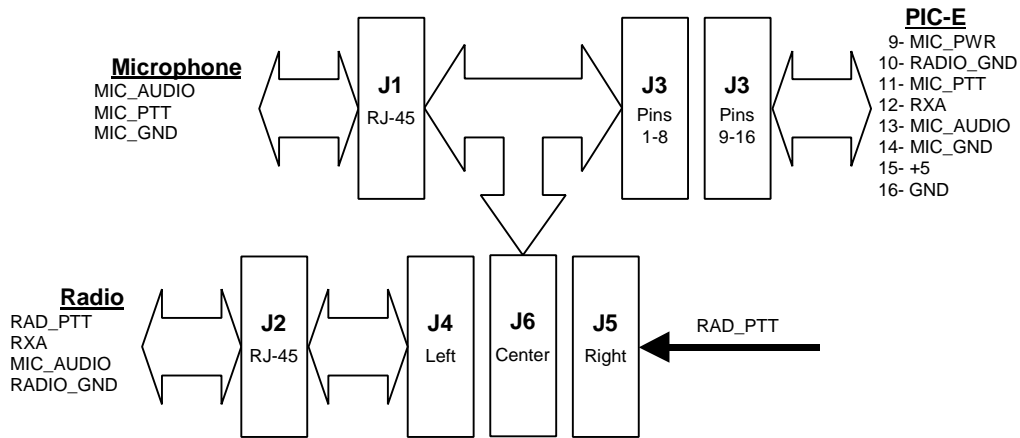 PIC-E
9- MIC_PWR
10- RADIO_GND
11- MIC_PTT
12- RXA
13- MIC_AUDIO
14- MIC_GND
15- +5
16- GND
Microphone
MIC_AUDIO
MIC_PTT
MIC_GND
J1
RJ-45
J3
Pins
1-8
J3
Pins
9-16
Radio
RAD_PTT
RXA
MIC_AUDIO
RADIO_GND
J2
RJ-45
J4
Left
J6
Center
J5
Right
RAD_PTT